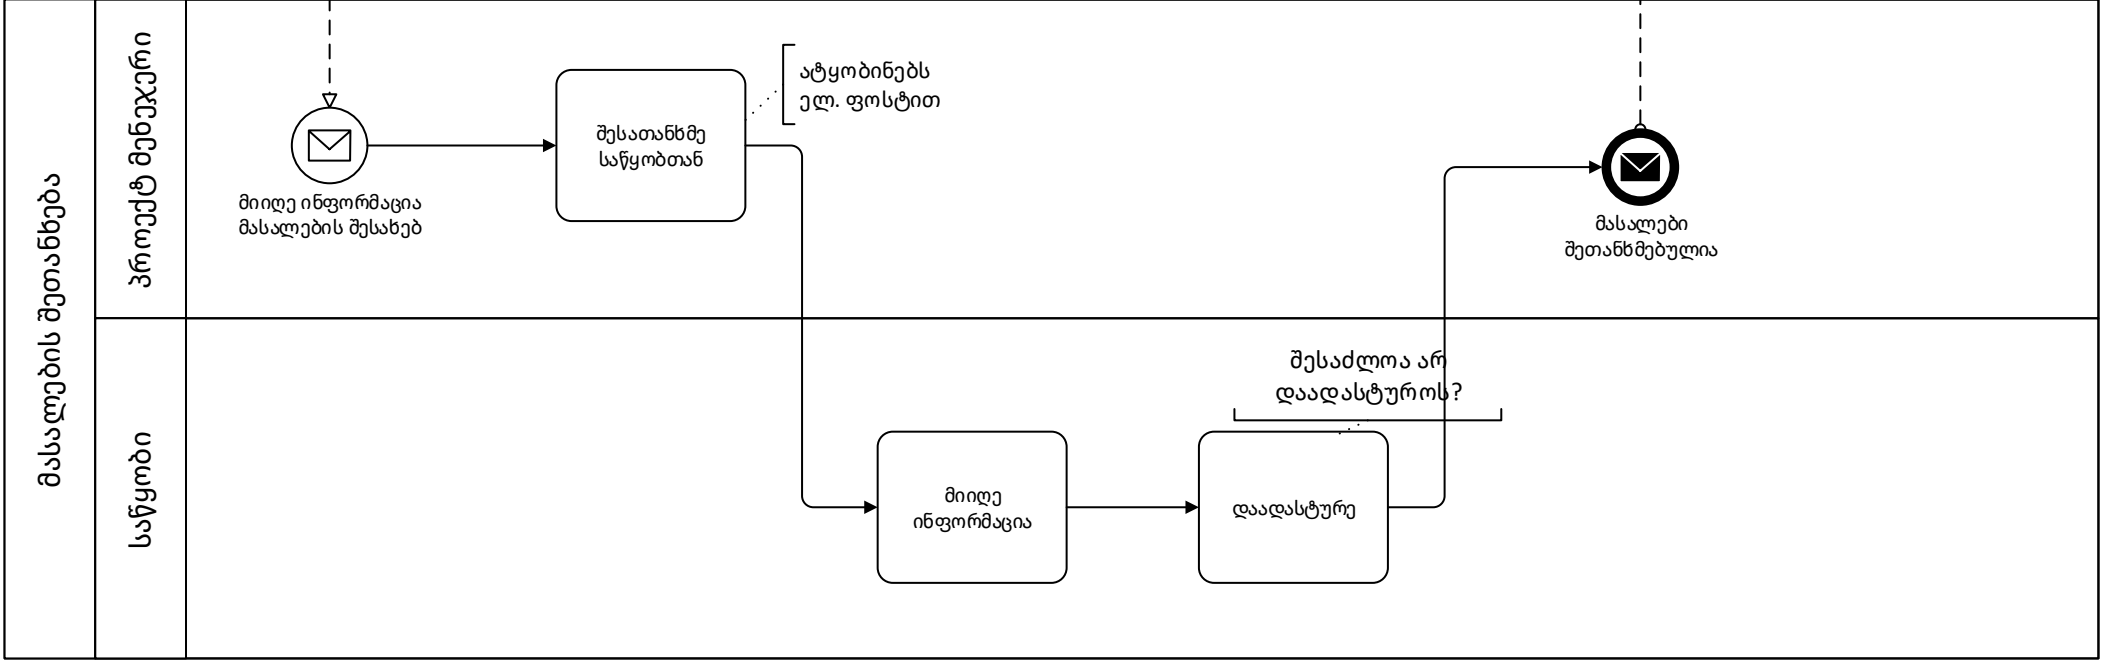 მასალების შეთანხება
პროექტ მენეჯერი
მიიღე ინფორმაცია
მასალების შესახებ
შესათანხმე
საწყობთან
ატყობინებს
ელ. ფოსტით
მასალები
შეთანხმებულია
საწყობი
მიიღე
ინფორმაცია
შესაძლოა არ
დაადასტუროს?
დაადასტურე